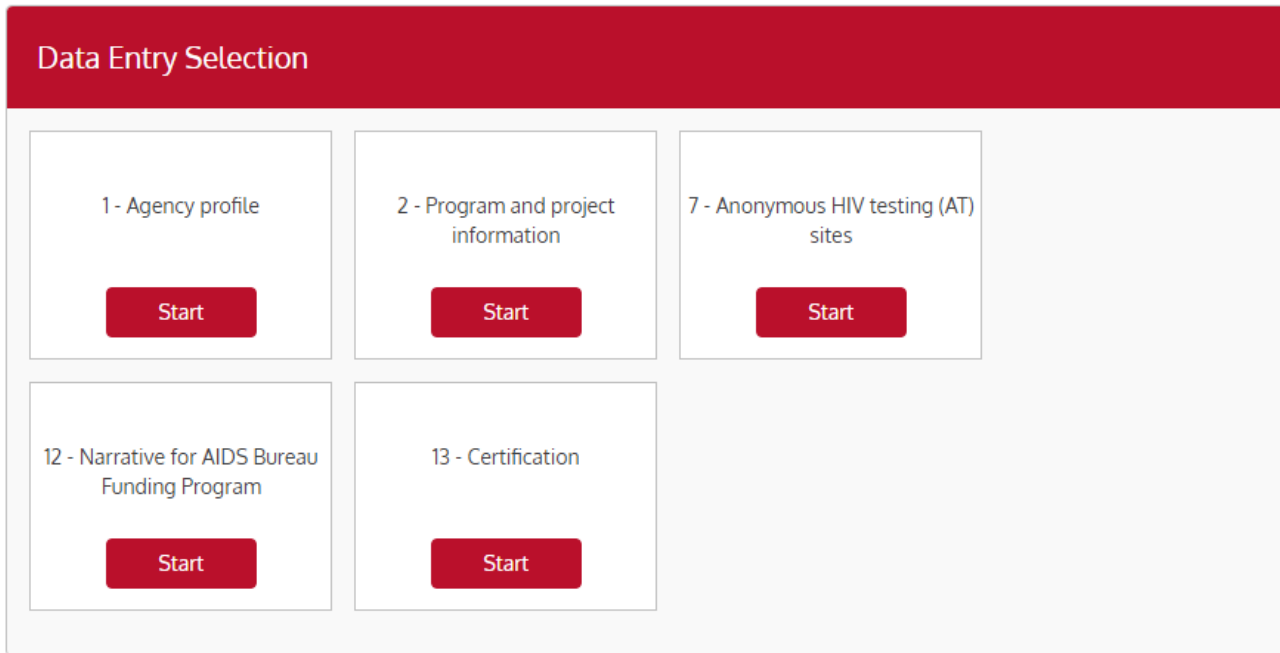 Data Entry Selection
1 - Agency profile
Start
2 - Program and project
information
Start
7 - Anonymous HIV testing (AT)
sites
Start
12 - Narrative for AIDS Bureau
Funding Program
Start
13 - Certification
Start